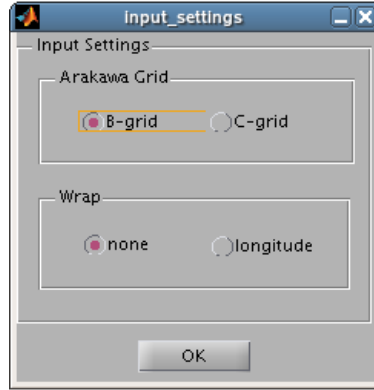 input_settings
Input Settings
Arakawa Grid
B-grid C-grid
Wrap
none longitude
OK